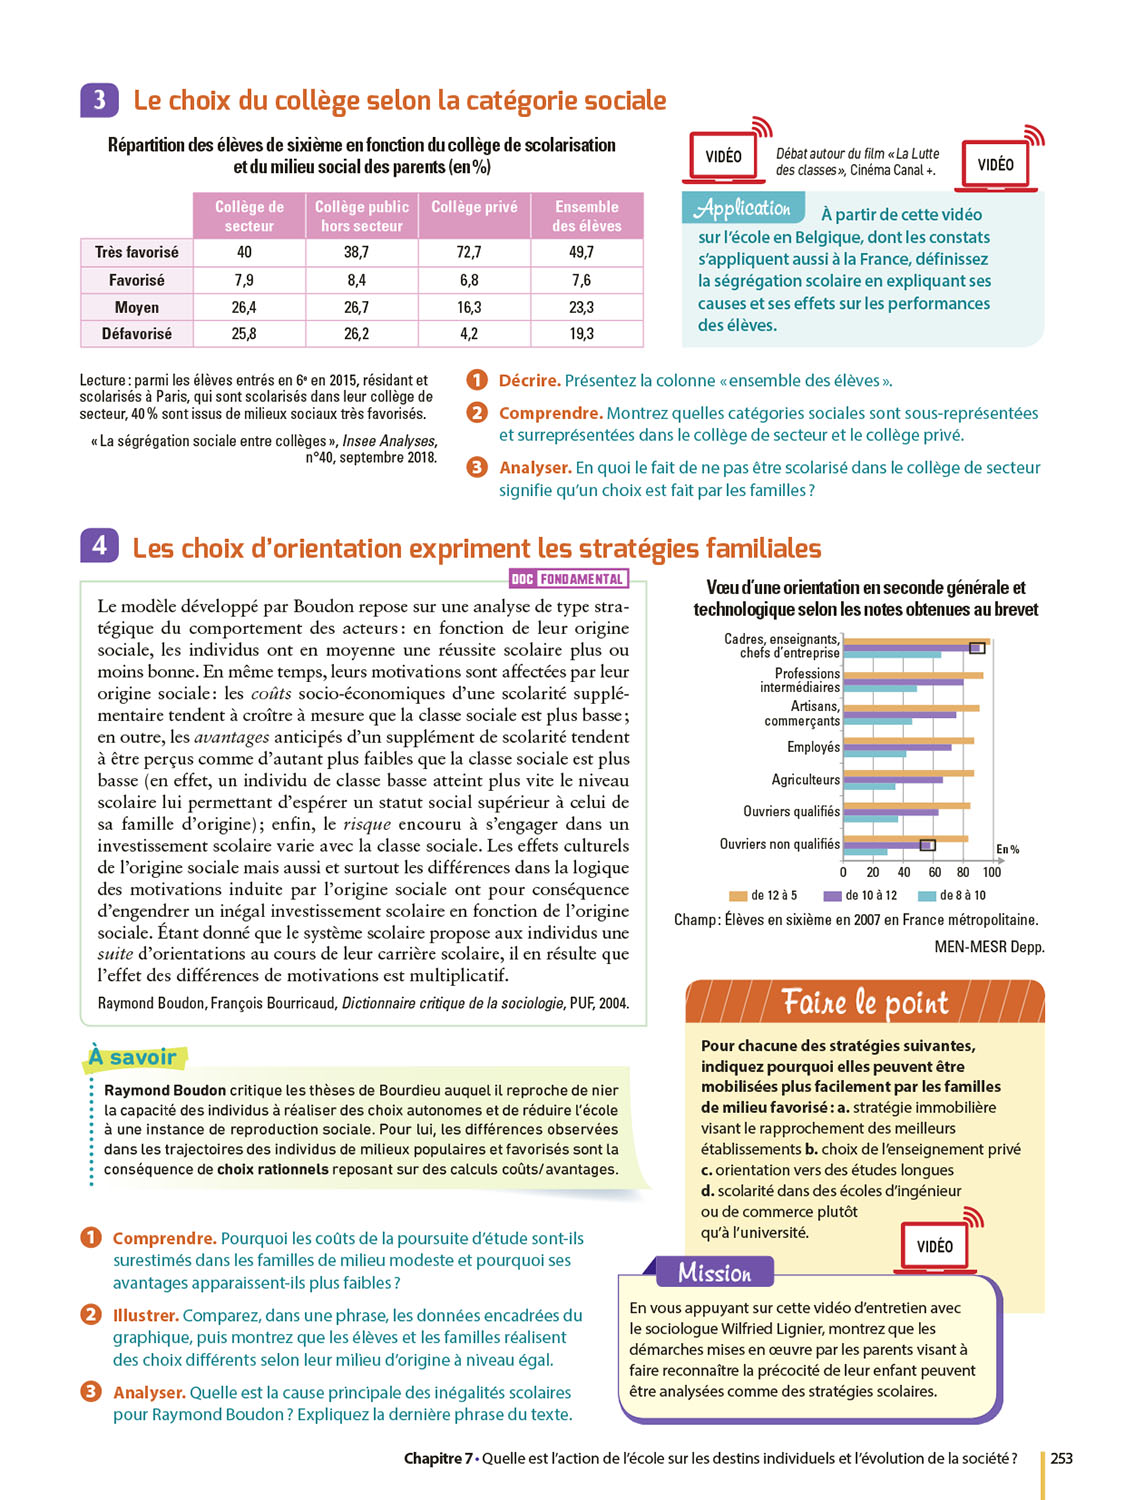 3 Le choix du collège selon la catégorie sociale
Répartition des élèves de sixième en fonction du collège de scolarisation
et du milieu social des parents (en %)
Collège de secteur | Collège public hors secteur | Collège privé | Ensemble des élèves
Très favorisé 40 38,7 72,7 49,7
Favorisé 7,9 8,4 6,8 7,6
Moyen 26,4 26,7 16,3 23,3
Défavorisé 25,8 26,2 4,2 19,3
Lecture : parmi les élèves entrés en 6e en 2015, résidant et
scolarisés à Paris, qui sont scolarisés dans leur collège de
secteur, 40 % sont issus de milieux sociaux très favorisés.
« La ségrégation sociale entre collèges », Insee Analyses,
n°40, septembre 2018.
VIDÉO
Débat autour du film « La Lutte
des classes », Cinéma Canal +.
VIDÉO
Application
À partir de cette vidéo
sur l'école en Belgique, dont les constats
s'appliquent aussi à la France, définissez
la ségrégation scolaire en expliquant ses
causes et ses effets sur les performances
des élèves.
1 Décrire. Présentez la colonne « ensemble des élèves ».
2 Comprendre. Montrez quelles catégories sociales sont sous-représentées
et surreprésentées dans le collège de secteur et le collège privé.
3 Analyser. En quoi le fait de ne pas être scolarisé dans le collège de secteur
signifie qu'un choix est fait par les familles ?
4 Les choix d'orientation expriment les stratégies familiales
DOC FONDAMENTAL
Le modèle développé par Boudon repose sur une analyse de type stra-
tégique du comportement des acteurs : en fonction de leur origine
sociale, les individus ont en moyenne une réussite scolaire plus ou
moins bonne. En même temps, leurs motivations sont affectées par leur
origine sociale : les coûts socio-économiques d'une scolarité supplé-
mentaire tendent à croître à mesure que la classe sociale est plus basse ;
en outre, les avantages anticipés d'un supplément de scolarité tendent
à être perçus comme d'autant plus faibles que la classe sociale est plus
basse (en effet, un individu de classe basse atteint plus vite le niveau
scolaire lui permettant d'espérer un statut social supérieur à celui de
sa famille d'origine) ; enfin, le risque encouru à s'engager dans un
investissement scolaire varie avec la classe sociale. Les effets culturels
de l'origine sociale mais aussi et surtout les différences dans la logique
des motivations induite par l'origine sociale ont pour conséquence
d'engendrer un inégal investissement scolaire en fonction de l'origine
sociale. Étant donné que le système scolaire propose aux individus une
suite d'orientations au cours de leur carrière scolaire, il en résulte que
l'effet des différences de motivations est multiplicatif.
Raymond Boudon, François Bourricaud, Dictionnaire critique de la sociologie, PUF, 2004.
Vœu d'une orientation en seconde générale et
technologique selon les notes obtenues au brevet
Cadres, enseignants,
chefs d'entreprise
Professions
intermédiaires
Artisans,
commerçants
Employés
Agriculteurs
Ouvriers qualifiés
Ouvriers non qualifiés
En %
0 20 40 60 80 100
de 12 à 5 de 10 à 12 de 8 à 10
Champ : Élèves en sixième en 2007 en France métropolitaine.
MEN-MESR Depp.
À savoir
Raymond Boudon critique les thèses de Bourdieu auquel il reproche de nier
la capacité des individus à réaliser des choix autonomes et de réduire l'école
à une instance de reproduction sociale. Pour lui, les différences observées
dans les trajectoires des individus de milieux populaires et favorisés sont la
conséquence de choix rationnels reposant sur des calculs coûts/avantages.
1 Comprendre. Pourquoi les coûts de la poursuite d'étude sont-ils
surestimés dans les familles de milieu modeste et pourquoi ses
avantages apparaissent-ils plus faibles ?
2 Illustrer. Comparez, dans une phrase, les données encadrées du
graphique, puis montrez que les élèves et les familles réalisent
des choix différents selon leur milieu d'origine à niveau égal.
3 Analyser. Quelle est la cause principale des inégalités scolaires
pour Raymond Boudon ? Expliquez la dernière phrase du texte.
Faire le point
Pour chacune des stratégies suivantes,
indiquez pourquoi elles peuvent être
mobilisées plus facilement par les familles
de milieu favorisé : a. stratégie immobilière
visant le rapprochement des meilleurs
établissements b. choix de l'enseignement privé
c. orientation vers des études longues
d. scolarité dans des écoles d'ingénieur
ou de commerce plutôt
qu'à l'université.
VIDÉO
Mission
En vous appuyant sur cette vidéo d'entretien avec
le sociologue Wilfried Lignier, montrez que les
démarches mises en œuvre par les parents visant à
faire reconnaître la précocité de leur enfant peuvent
être analysées comme des stratégies scolaires.
Chapitre 7 • Quelle est l'action de l'école sur les destins individuels et l'évolution de la société ? 253